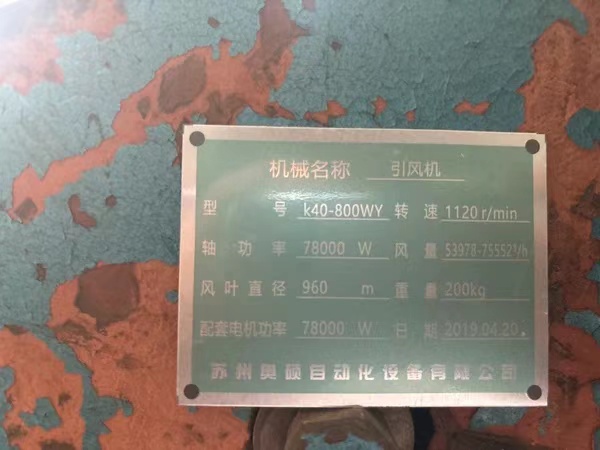 机械名称 引风机
型号 k40-800WY 转速 1120 r/min
轴功率 78000 W 风量 53978-75552³/h
风叶直径 960 m 重量 200kg
配套电机功率 78000 W 日期 2019.04.20.
苏州奥硕自动化设备有限公司